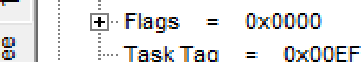 Flags = 0x0000
Task Tag = 0x00EF